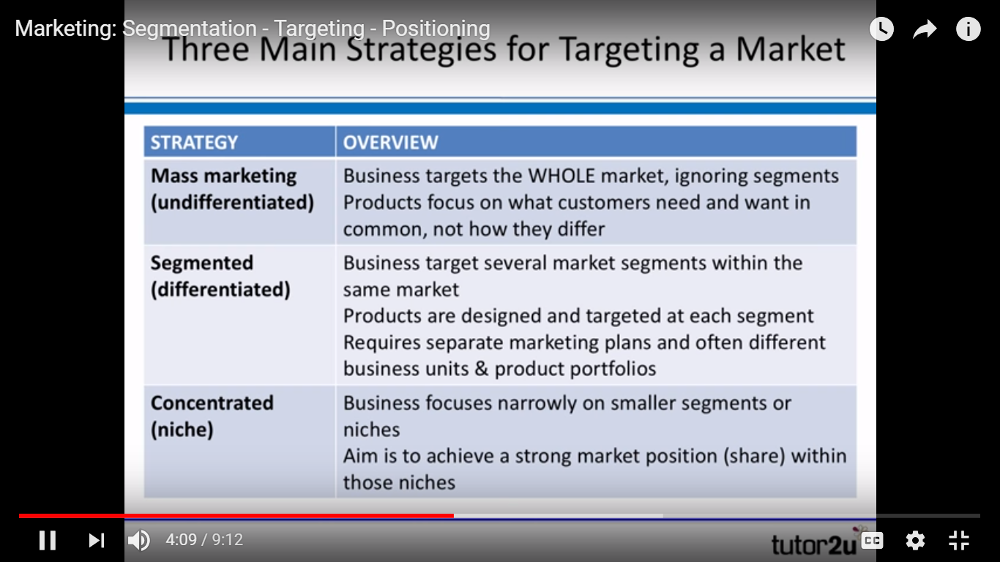 Marketing: Segmentation - Targeting - Positioning
Three Main Strategies for Targeting a Market
STRATEGY
OVERVIEW
Mass marketing
(undifferentiated)
Business targets the WHOLE market, ignoring segments
Products focus on what customers need and want in
common, not how they differ
Segmented
(differentiated)
Business target several market segments within the
same market
Products are designed and targeted at each segment
Requires separate marketing plans and often different
business units & product portfolios
Concentrated
(niche)
Business focuses narrowly on smaller segments or
niches
Aim is to achieve a strong market position (share) within
those niches
4:09 / 9:12
tutor2u
CC